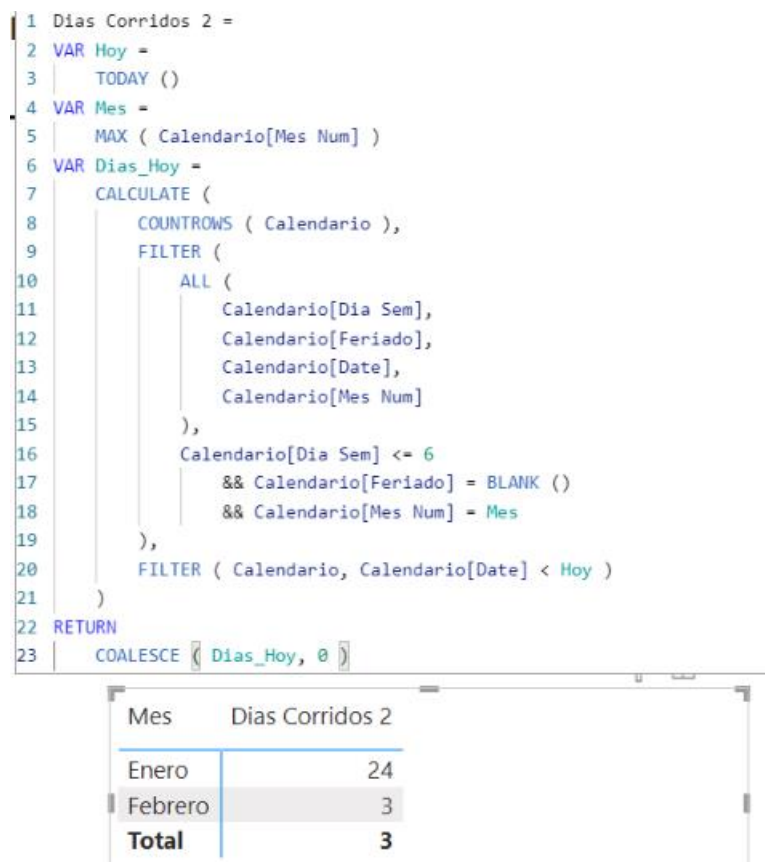 1 Dias Corridos 2 =
2 VAR Hoy =
3 TODAY ()
4 VAR Mes =
5 MAX ( Calendario[Mes Num] )
6 VAR Dias_Hoy =
7 CALCULATE (
8 COUNTROWS ( Calendario ),
9 FILTER (
10 ALL (
11 Calendario[Dia Sem],
12 Calendario[Feriado],
13 Calendario[Date],
14 Calendario[Mes Num]
15 ),
16 Calendario[Dia Sem] <= 6
17 && Calendario[Feriado] = BLANK ()
18 && Calendario[Mes Num] = Mes
19 ),
20 FILTER ( Calendario, Calendario[Date] < Hoy )
21 )
22 RETURN
23 COALESCE ( Dias_Hoy, 0 )
Mes Dias Corridos 2
Enero 24
Febrero 3
Total 3